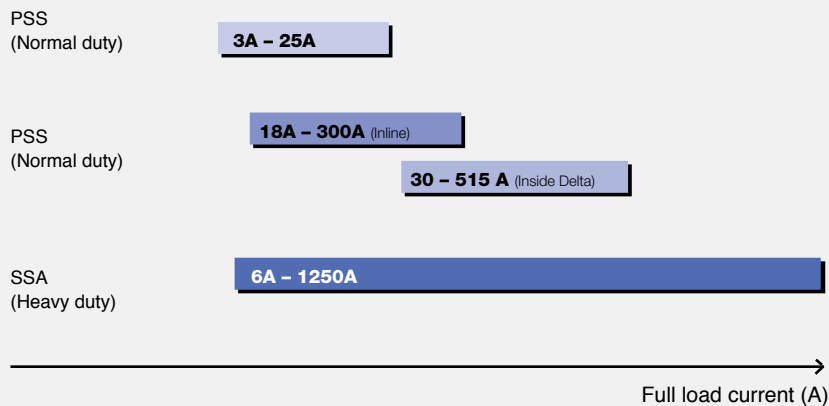 PSS
(Normal duty)
3A – 25A
PSS
(Normal duty)
18A – 300A (Inline)
30 – 515 A (Inside Delta)
SSA
(Heavy duty)
6A – 1250A
Full load current (A)